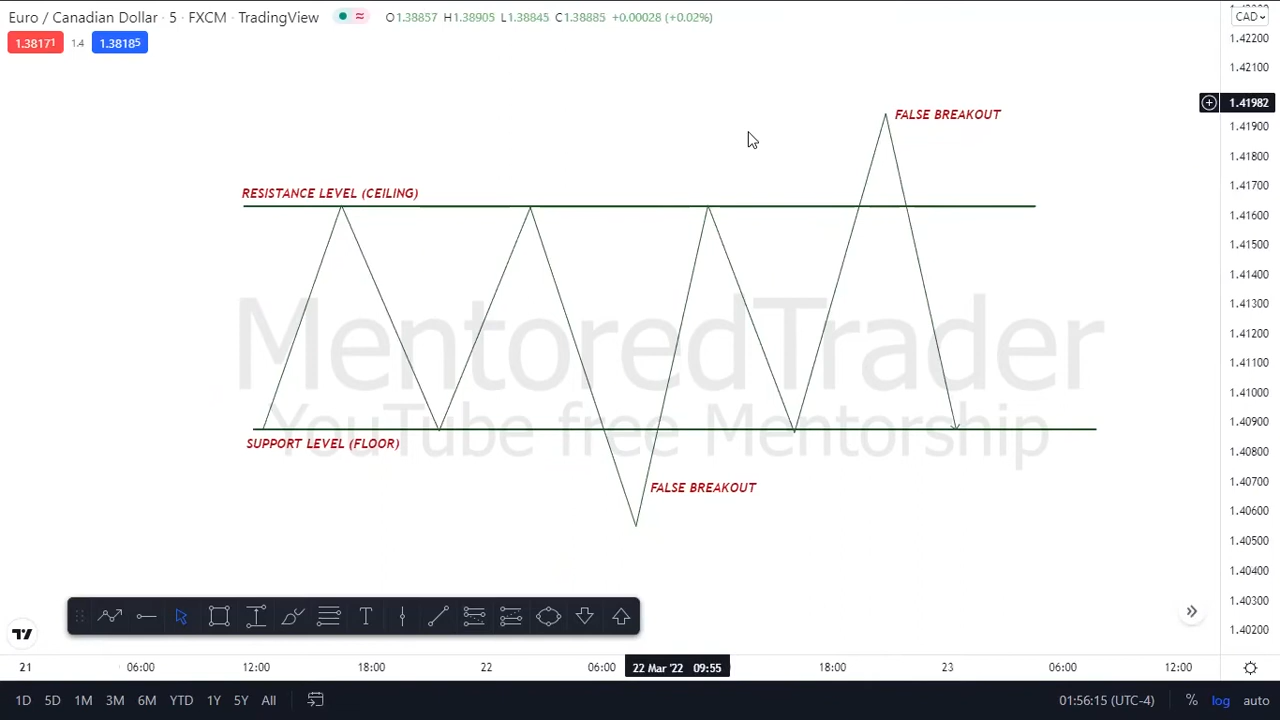 Euro / Canadian Dollar · 5 · FXCM · TradingView
O1.38857 H1.38905 L1.38845 C1.38885 +0.00028 (+0.02%)
CAD
1.38171
1.4
1.38185
1.42200
1.42100
1.41982
1.41900
1.41800
1.41700
1.41600
1.41500
1.41400
1.41300
1.41200
1.41100
1.41000
1.40900
1.40800
1.40700
1.40600
1.40500
1.40400
1.40300
1.40200
FALSE BREAKOUT
RESISTANCE LEVEL (CEILING)
MentoredTrader
YouTube free Mentorship
SUPPORT LEVEL (FLOOR)
FALSE BREAKOUT
T
21 06:00 12:00 18:00 22 06:00 22 Mar '22 09:55 18:00 23 06:00 12:00
1D 5D 1M 3M 6M YTD 1Y 5Y All
01:56:15 (UTC-4) % log auto